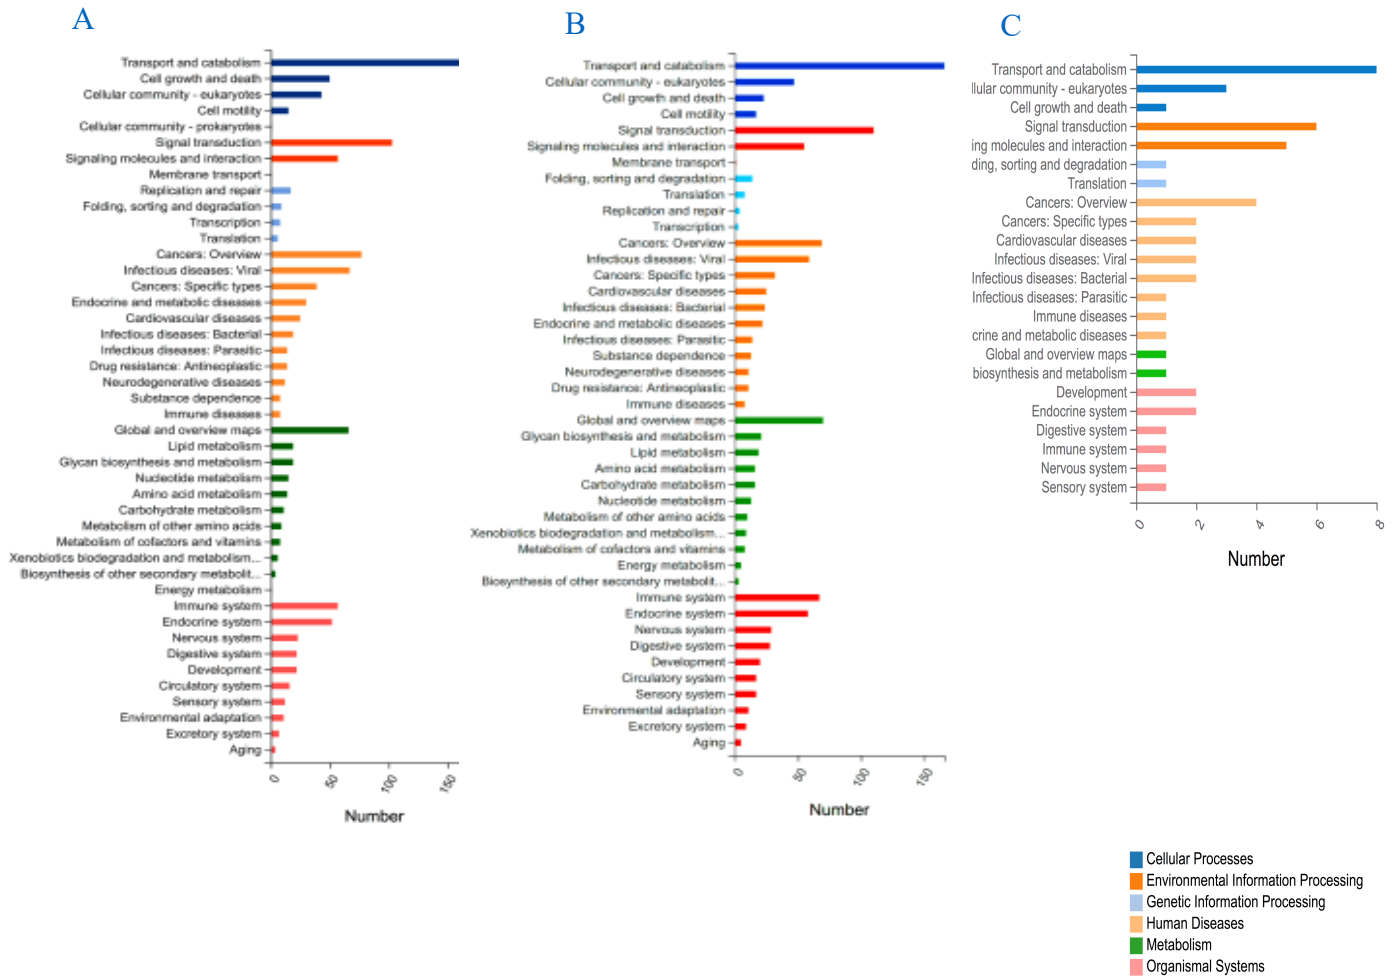 A
Transport and catabolism
Cell growth and death
Cellular community - eukaryotes
Cell motility
Cellular community - prokaryotes
Signal transduction
Signaling molecules and interaction
Membrane transport
Replication and repair
Folding, sorting and degradation
Transcription
Translation
Cancers: Overview
Infectious diseases: Viral
Cancers: Specific types
Endocrine and metabolic diseases
Cardiovascular diseases
Infectious diseases: Bacterial
Infectious diseases: Parasitic
Drug resistance: Antineoplastic
Neurodegenerative diseases
Substance dependence
Immune diseases
Global and overview maps
Lipid metabolism
Glycan biosynthesis and metabolism
Nucleotide metabolism
Amino acid metabolism
Carbohydrate metabolism
Metabolism of other amino acids
Metabolism of cofactors and vitamins
Xenobiotics biodegradation and metabolism...
Biosynthesis of other secondary metabolit...
Energy metabolism
Immune system
Endocrine system
Nervous system
Digestive system
Development
Circulatory system
Sensory system
Environmental adaptation
Excretory system
Aging
0 50 100 150
Number
B
Transport and catabolism
Cellular community - eukaryotes
Cell growth and death
Cell motility
Signal transduction
Signaling molecules and interaction
Membrane transport
Folding, sorting and degradation
Translation
Replication and repair
Transcription
Cancers: Overview
Infectious diseases: Viral
Cancers: Specific types
Cardiovascular diseases
Infectious diseases: Bacterial
Endocrine and metabolic diseases
Infectious diseases: Parasitic
Substance dependence
Neurodegenerative diseases
Drug resistance: Antineoplastic
Immune diseases
Global and overview maps
Glycan biosynthesis and metabolism
Lipid metabolism
Amino acid metabolism
Carbohydrate metabolism
Nucleotide metabolism
Metabolism of other amino acids
Xenobiotics biodegradation and metabolism...
Metabolism of cofactors and vitamins
Energy metabolism
Biosynthesis of other secondary metabolit...
Immune system
Endocrine system
Nervous system
Digestive system
Development
Circulatory system
Sensory system
Environmental adaptation
Excretory system
Aging
0 50 100 150
Number
C
Transport and catabolism
llular community - eukaryotes
Cell growth and death
Signal transduction
ing molecules and interaction
ding, sorting and degradation
Translation
Cancers: Overview
Cancers: Specific types
Cardiovascular diseases
Infectious diseases: Viral
Infectious diseases: Bacterial
Infectious diseases: Parasitic
Immune diseases
crine and metabolic diseases
Global and overview maps
biosynthesis and metabolism
Development
Endocrine system
Digestive system
Immune system
Nervous system
Sensory system
0 2 4 6 8
Number
Cellular Processes
Environmental Information Processing
Genetic Information Processing
Human Diseases
Metabolism
Organismal Systems